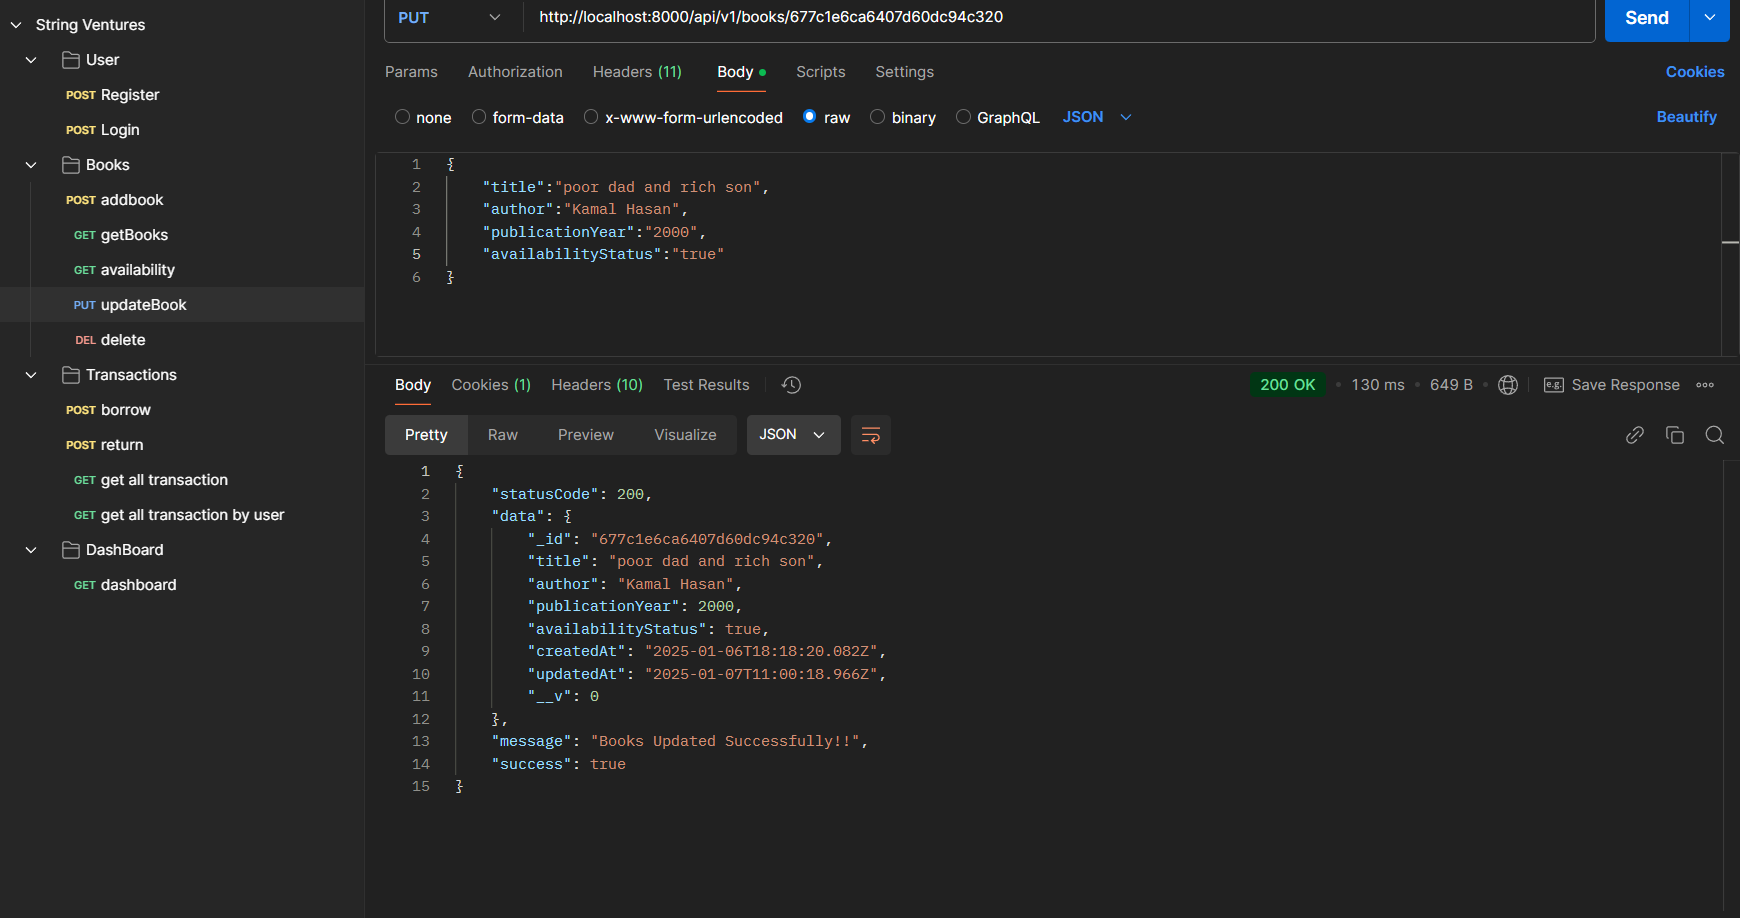 String Ventures
User
POST Register
POST Login
Books
POST addbook
GET getBooks
GET availability
PUT updateBook
DEL delete
Transactions
POST borrow
POST return
GET get all transaction
GET get all transaction by user
DashBoard
GET dashboard
PUT http://localhost:8000/api/v1/books/677c1e6ca6407d60dc94c320 Send
Params Authorization Headers (11) Body Scripts Settings Cookies
none form-data x-www-form-urlencoded raw binary GraphQL JSON Beautify
1 {
2 "title":"poor dad and rich son",
3 "author":"Kamal Hasan",
4 "publicationYear":"2000",
5 "availabilityStatus":"true"
6 }
Body Cookies (1) Headers (10) Test Results 200 OK • 130 ms • 649 B • e.g. Save Response
Pretty Raw Preview Visualize JSON
1 {
2 "statusCode": 200,
3 "data": {
4 "_id": "677c1e6ca6407d60dc94c320",
5 "title": "poor dad and rich son",
6 "author": "Kamal Hasan",
7 "publicationYear": 2000,
8 "availabilityStatus": true,
9 "createdAt": "2025-01-06T18:18:20.082Z",
10 "updatedAt": "2025-01-07T11:00:18.966Z",
11 "__v": 0
12 },
13 "message": "Books Updated Successfully!!",
14 "success": true
15 }